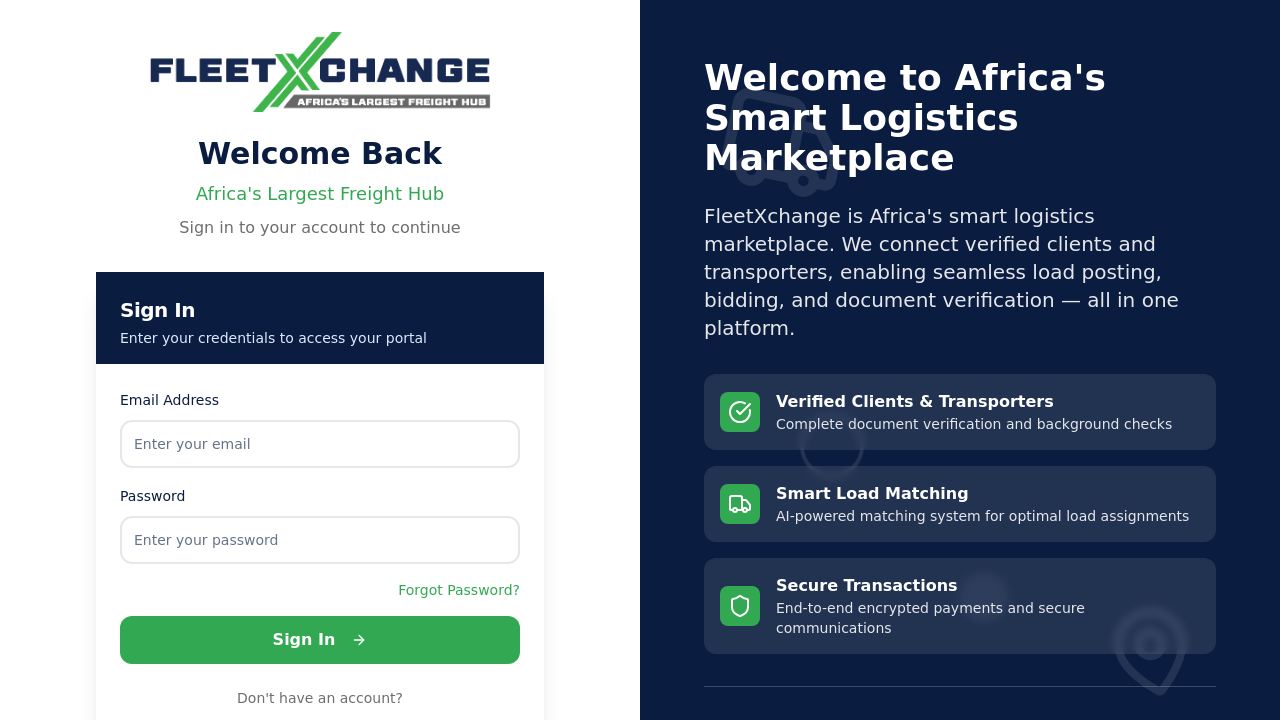 FLEETXCHANGE
AFRICA'S LARGEST FREIGHT HUB
Welcome Back
Africa's Largest Freight Hub
Sign in to your account to continue
Sign In
Enter your credentials to access your portal
Email Address
Enter your email
Password
Enter your password
Forgot Password?
Sign In
Don't have an account?
Welcome to Africa's
Smart Logistics
Marketplace
FleetXchange is Africa's smart logistics
marketplace. We connect verified clients and
transporters, enabling seamless load posting,
bidding, and document verification — all in one
platform.
Verified Clients & Transporters
Complete document verification and background checks
Smart Load Matching
AI-powered matching system for optimal load assignments
Secure Transactions
End-to-end encrypted payments and secure
communications